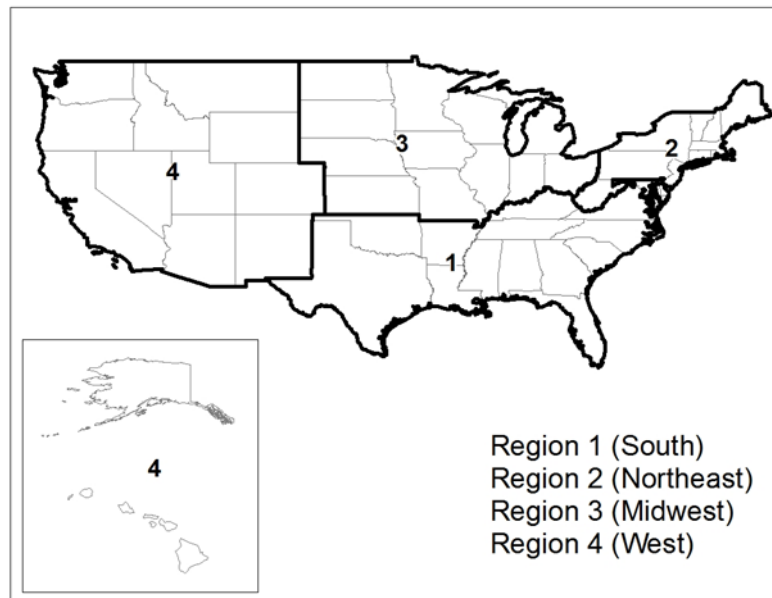 4
3
2
1
4
Region 1 (South)
Region 2 (Northeast)
Region 3 (Midwest)
Region 4 (West)